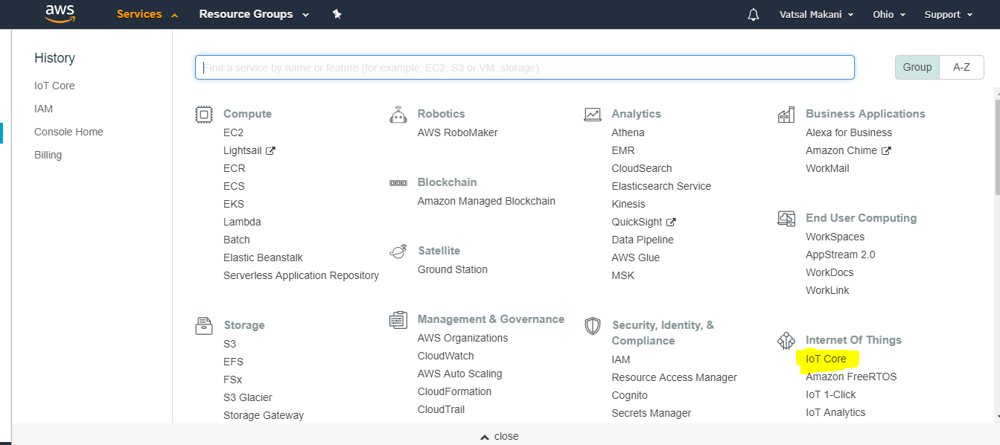 aws
Services
Resource Groups
Vatsal Makani
Ohio
Support
History
IoT Core
IAM
Console Home
Billing
Find a service by name or feature (for example, EC2, S3 or VM, storage).
Group
A-Z
Compute
EC2
Lightsail
ECR
ECS
EKS
Lambda
Batch
Elastic Beanstalk
Serverless Application Repository
Storage
S3
EFS
FSx
S3 Glacier
Storage Gateway
Robotics
AWS RoboMaker
Blockchain
Amazon Managed Blockchain
Satellite
Ground Station
Management & Governance
AWS Organizations
CloudWatch
AWS Auto Scaling
CloudFormation
CloudTrail
Analytics
Athena
EMR
CloudSearch
Elasticsearch Service
Kinesis
QuickSight
Data Pipeline
AWS Glue
MSK
Security, Identity, &
Compliance
IAM
Resource Access Manager
Cognito
Secrets Manager
Business Applications
Alexa for Business
Amazon Chime
WorkMail
End User Computing
WorkSpaces
AppStream 2.0
WorkDocs
WorkLink
Internet Of Things
IoT Core
Amazon FreeRTOS
IoT 1-Click
IoT Analytics
close